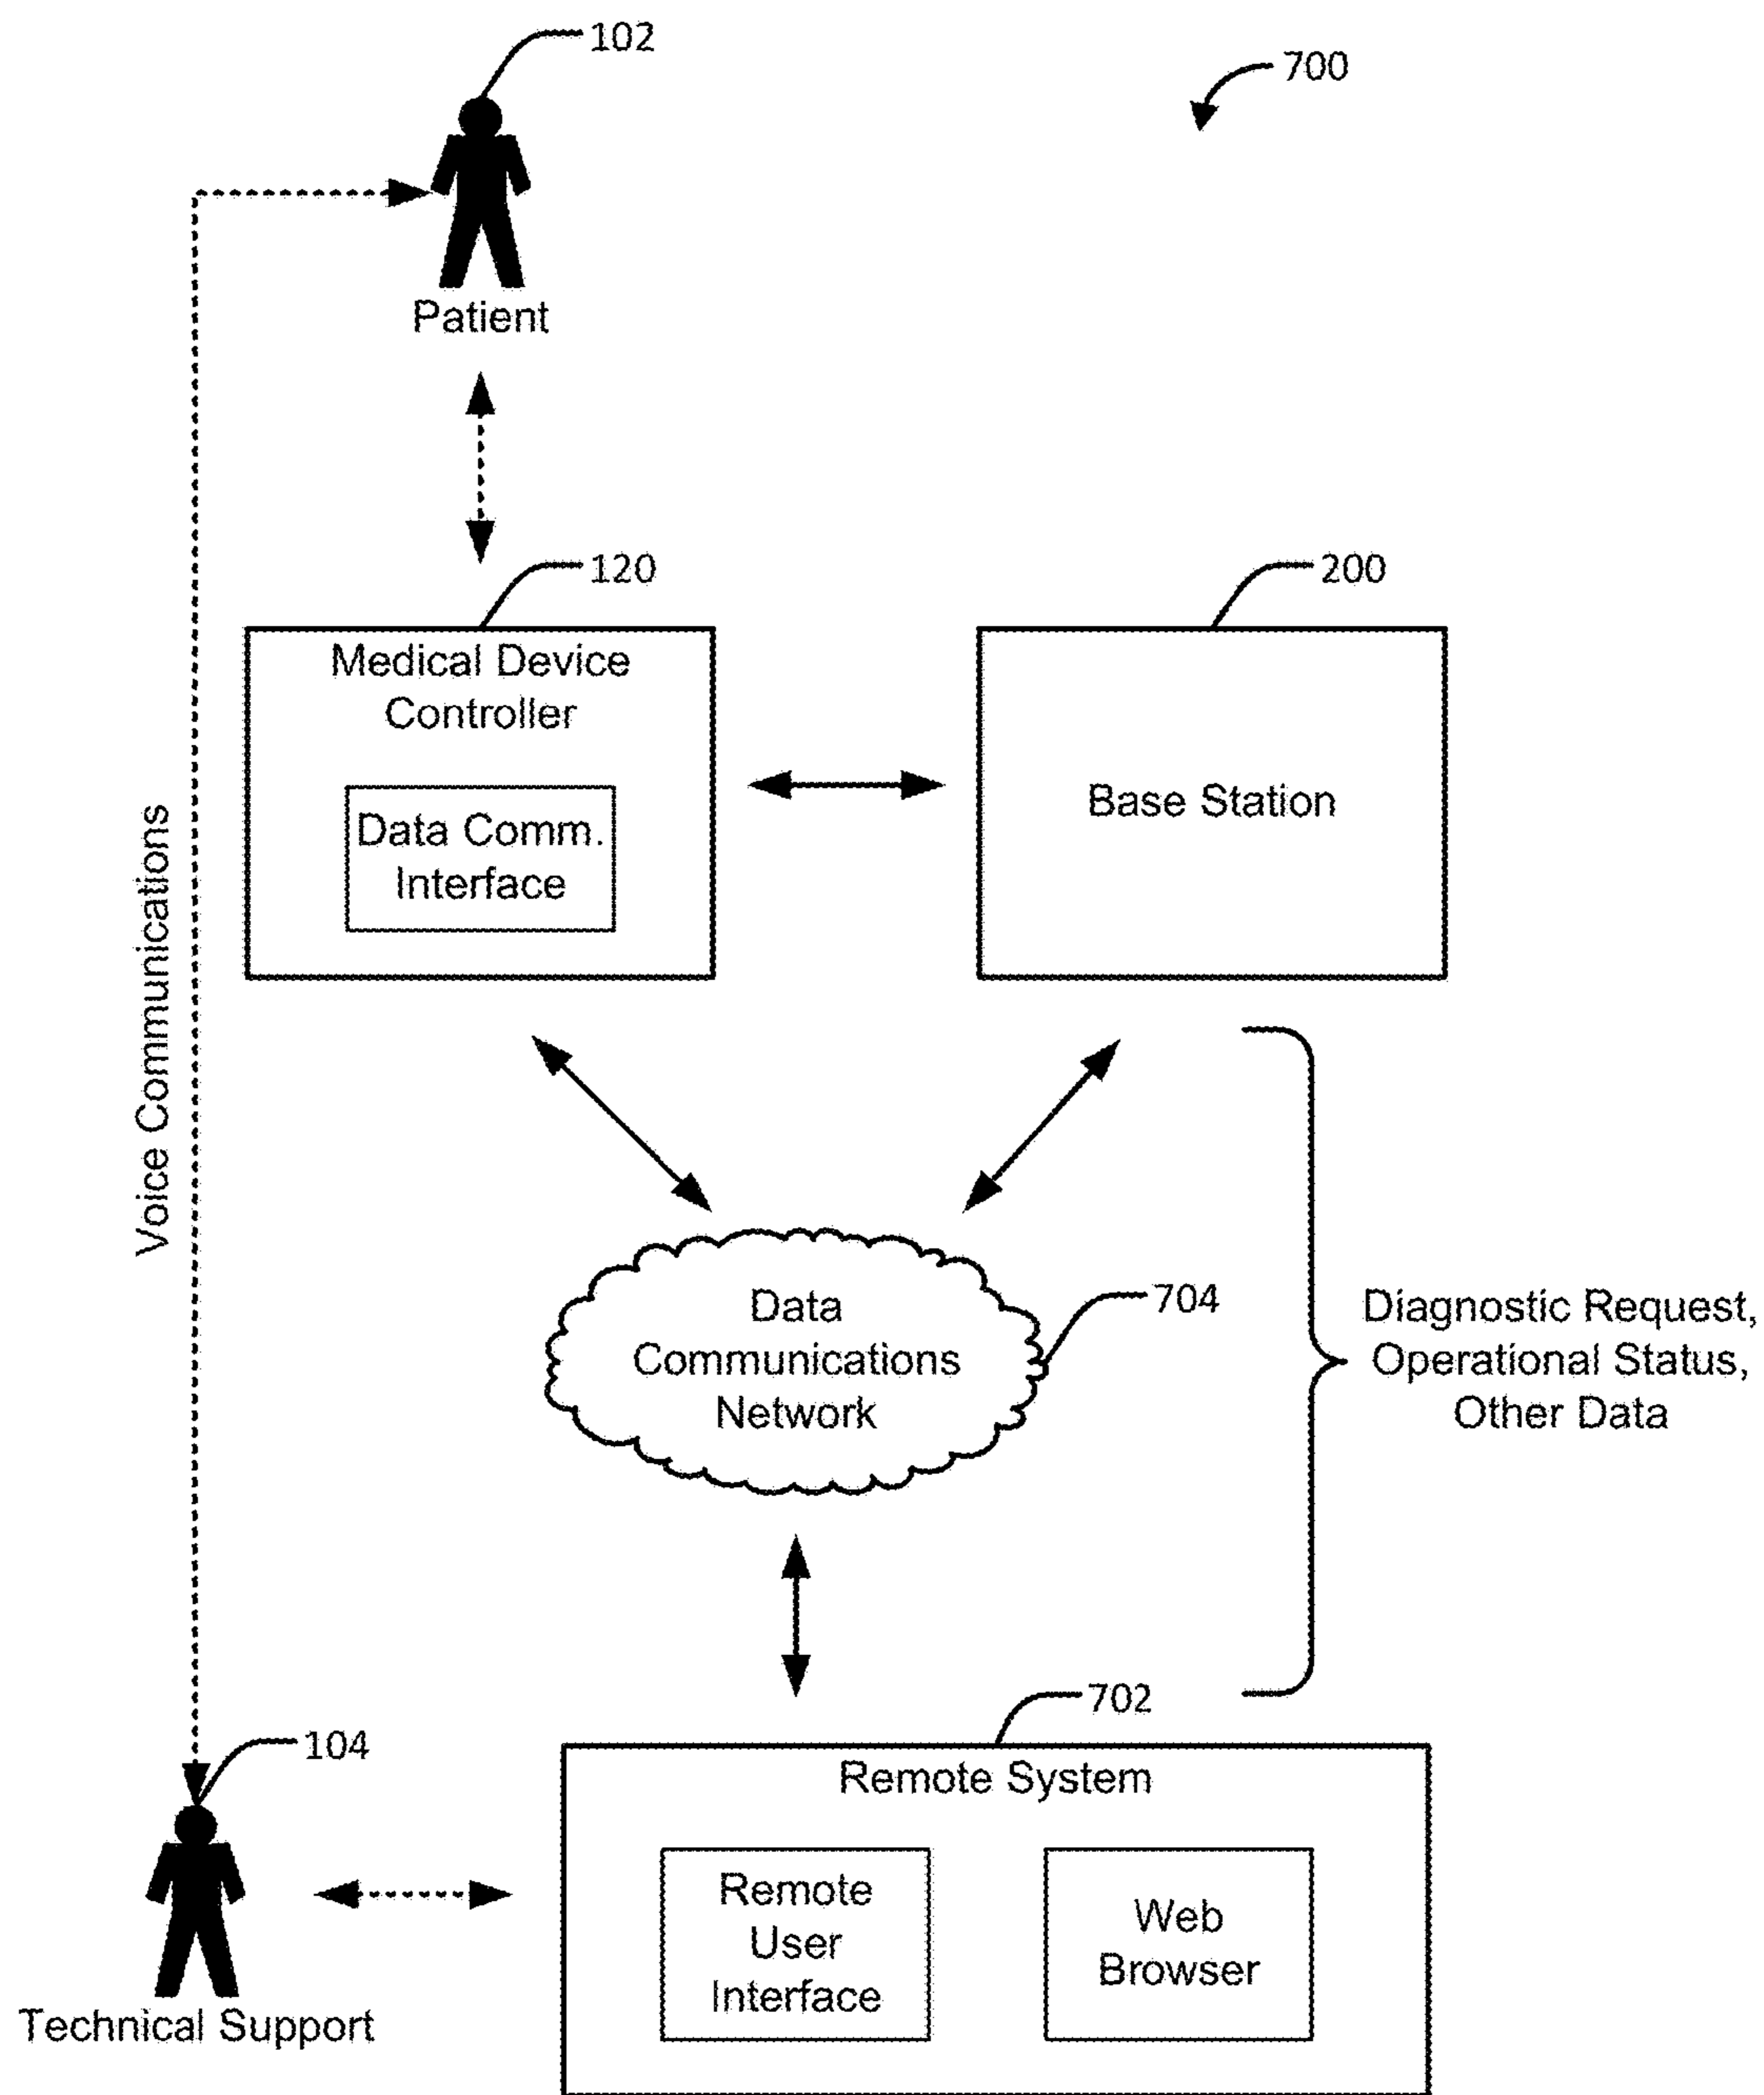 102
700
Patient
120
200
Medical Device
Controller
Data Comm.
Interface
Base Station
Voice Communications
Data
Communications
Network
704
Diagnostic Request,
Operational Status,
Other Data
702
104
Remote System
Remote
User
Interface
Web
Browser
Technical Support